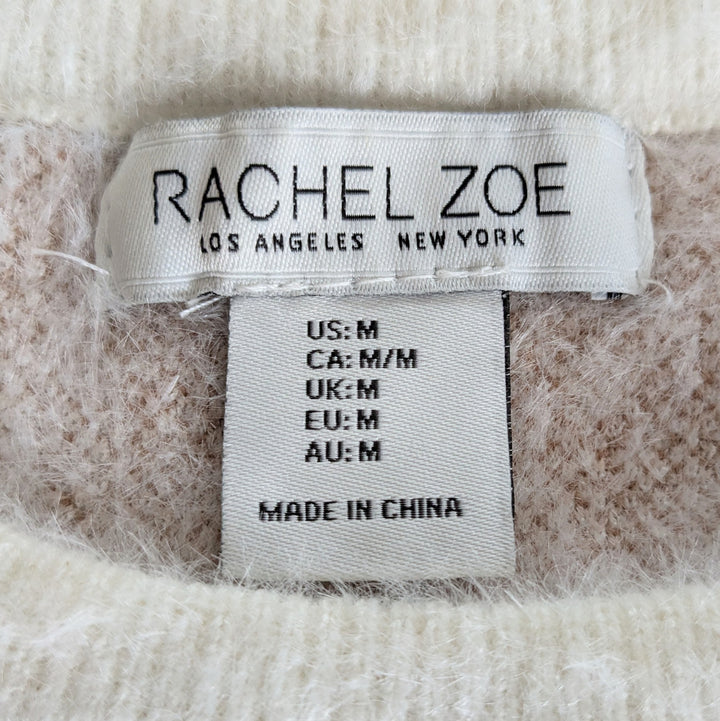 RACHEL ZOE
LOS ANGELES NEW YORK
US: M
CA: M/M
UK: M
EU: M
AU: M
MADE IN CHINA